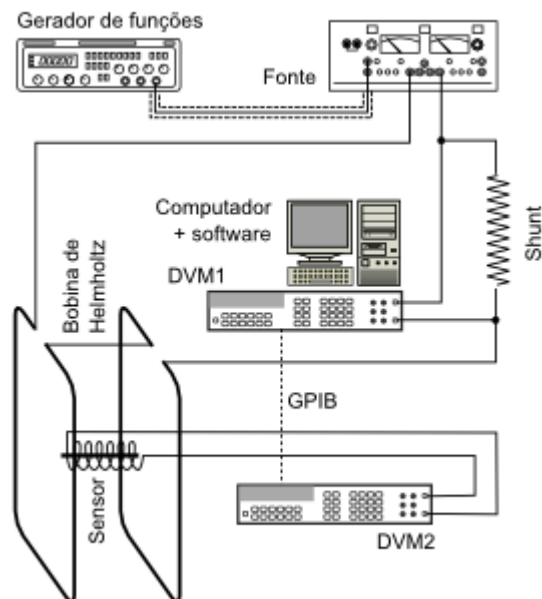 Gerador de funções
Fonte
Computador
+ software
Shunt
DVM1
Bobina de
Helmholtz
GPIB
Sensor
DVM2